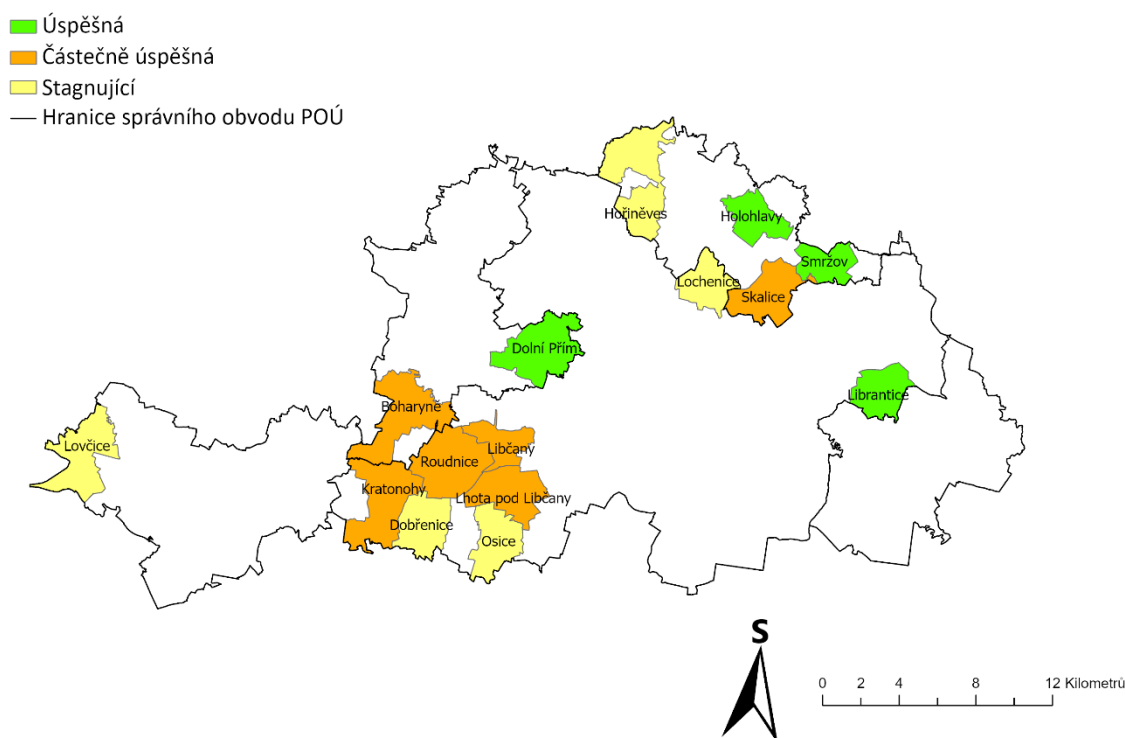 Úspěšná
Částečně úspěšná
Stagnující
Hranice správního obvodu POÚ
Hořiněves
Holohlavy
Smržov
Lochenice
Skalice
Dolní Přím
Librantice
Boharyně
Lovčice
Libčany
Roudnice
Kratonohy
Lhota pod Libčany
Dobřenice
Osice
S
0 2 4 8 12 Kilometrů